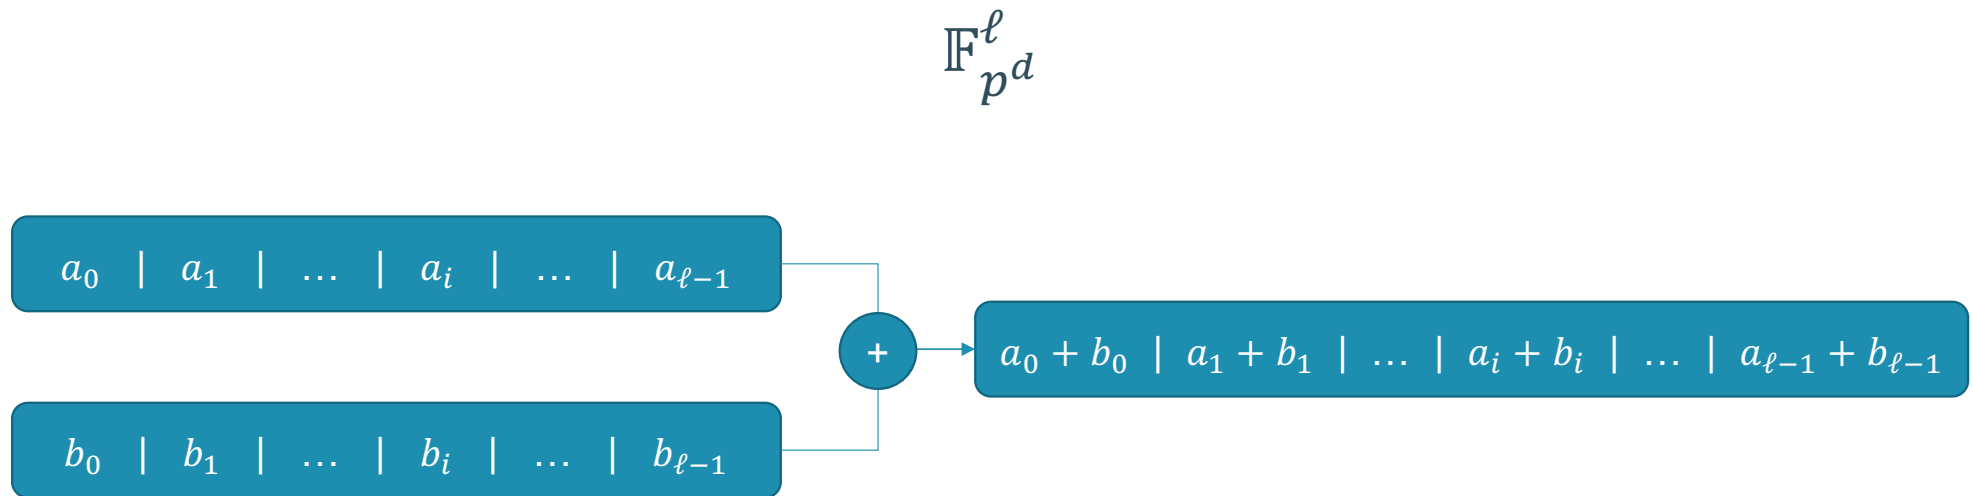 𝔽^ℓ_{p^d}
a_0 | a_1 | … | a_i | … | a_{ℓ−1}
+
a_0 + b_0 | a_1 + b_1 | … | a_i + b_i | … | a_{ℓ−1} + b_{ℓ−1}
b_0 | b_1 | … | b_i | … | b_{ℓ−1}